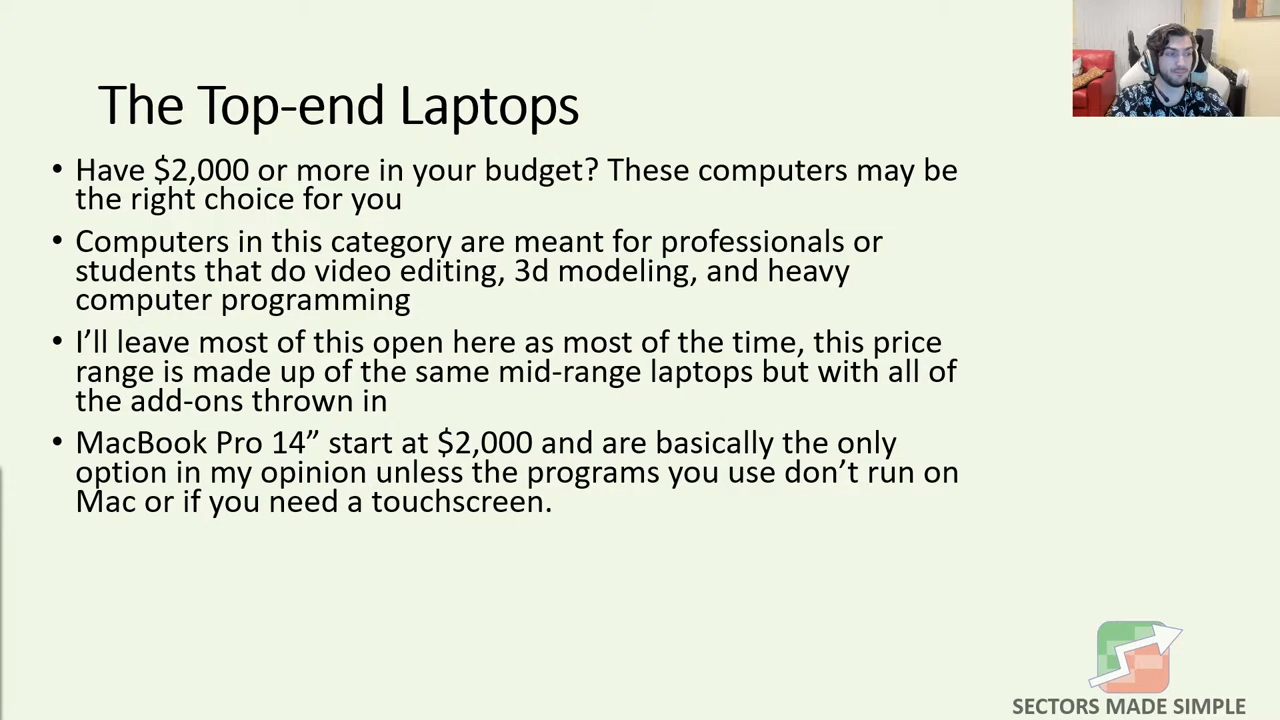 The Top-end Laptops
• Have $2,000 or more in your budget? These computers may be
the right choice for you
• Computers in this category are meant for professionals or
students that do video editing, 3d modeling, and heavy
computer programming
• I’ll leave most of this open here as most of the time, this price
range is made up of the same mid-range laptops but with all of
the add-ons thrown in
• MacBook Pro 14” start at $2,000 and are basically the only
option in my opinion unless the programs you use don’t run on
Mac or if you need a touchscreen.
SECTORS MADE SIMPLE